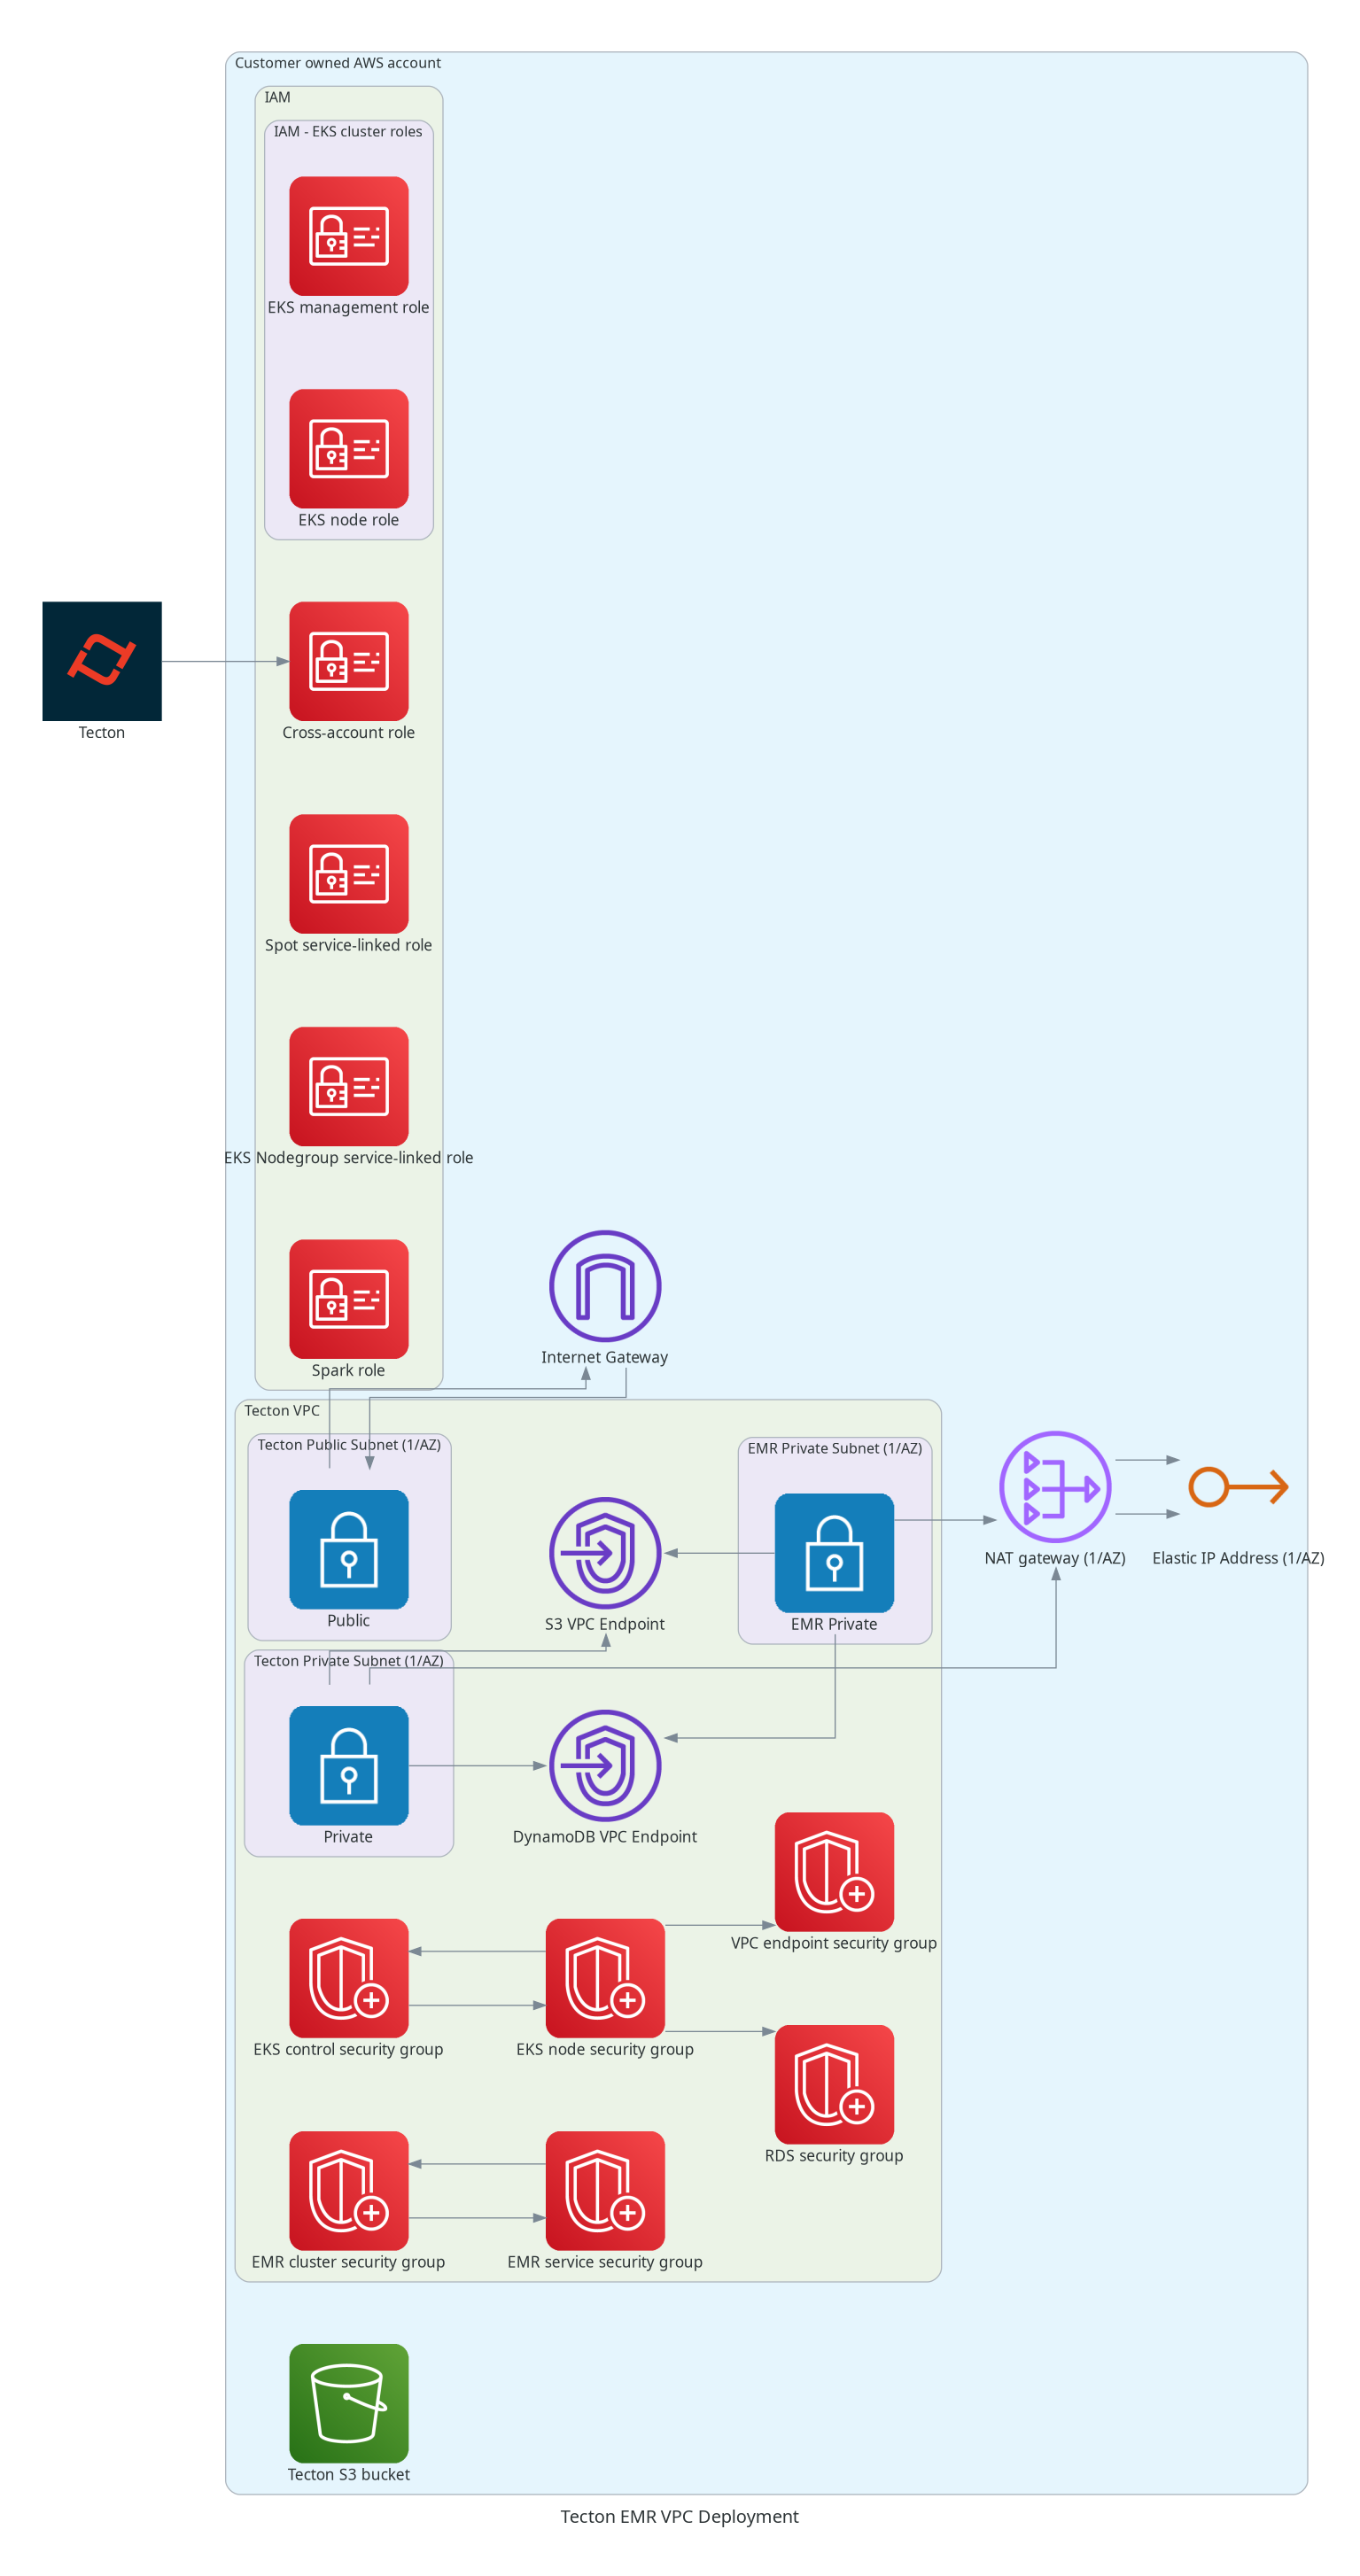 Customer owned AWS account
IAM
IAM - EKS cluster roles
EKS management role
EKS node role
Tecton
Cross-account role
Spot service-linked role
EKS Nodegroup service-linked role
Spark role
Internet Gateway
Tecton VPC
Tecton Public Subnet (1/AZ)
EMR Private Subnet (1/AZ)
Public
S3 VPC Endpoint
EMR Private
NAT gateway (1/AZ)
Elastic IP Address (1/AZ)
Tecton Private Subnet (1/AZ)
Private
DynamoDB VPC Endpoint
VPC endpoint security group
EKS control security group
EKS node security group
RDS security group
EMR cluster security group
EMR service security group
Tecton S3 bucket
Tecton EMR VPC Deployment